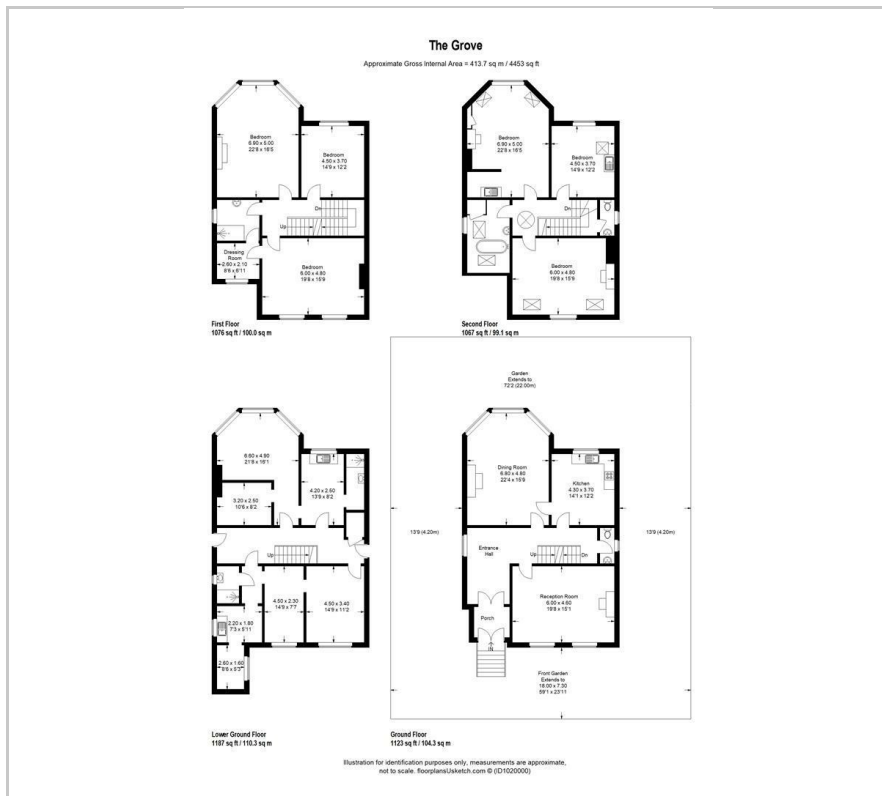 The Grove
Approximate Gross Internal Area = 413.7 sq m / 4453 sq ft
Bedroom
6.90 x 5.00
22'8 x 16'5
Bedroom
4.50 x 3.70
14'9 x 12'2
Dn
Up
Dressing
Room
2.60 x 2.10
8'6 x 6'11
Bedroom
6.00 x 4.80
19'8 x 15'9
First Floor
1076 sq ft / 100.0 sq m
Bedroom
6.90 x 5.00
22'8 x 16'5
Bedroom
4.50 x 3.70
14'9 x 12'2
Dn
Bedroom
6.00 x 4.80
19'8 x 15'9
Second Floor
1067 sq ft / 99.1 sq m
6.60 x 4.90
21'8 x 16'1
4.20 x 2.50
13'9 x 8'2
3.20 x 2.50
10'6 x 8'2
Up
4.50 x 2.30
14'9 x 7'7
4.50 x 3.40
14'9 x 11'2
2.20 x 1.80
7'3 x 5'11
2.60 x 1.60
8'6 x 5'3
Lower Ground Floor
1187 sq ft / 110.3 sq m
Garden
Extends to
72'2 (22.00m)
Dining Room
6.80 x 4.80
22'4 x 15'9
Kitchen
4.30 x 3.70
14'1 x 12'2
13'9 (4.20m)
13'9 (4.20m)
Entrance
Hall
Up
Dn
Reception Room
6.00 x 4.60
19'8 x 15'1
Porch
IN
Front Garden
Extends to
18.00 x 7.30
59'1 x 23'11
Ground Floor
1123 sq ft / 104.3 sq m
Illustration for identification purposes only, measurements are approximate,
not to scale. floorplansUsketch.com © (ID1020000)